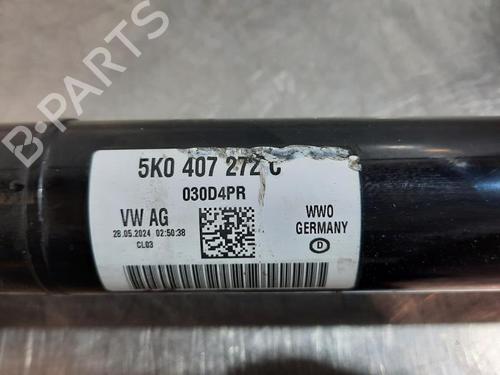 B-PARTS
5K0 407 272 C
030D4PR
VW AG
28.05.2024 02:50:38
CL03
WWO
GERMANY
D